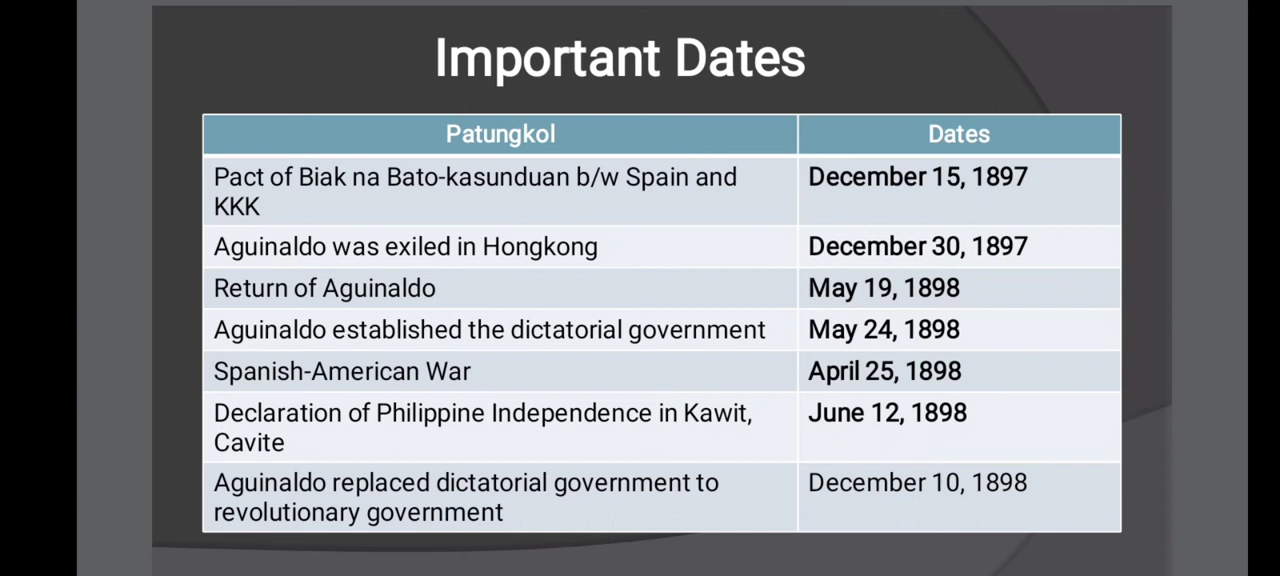 Important Dates
Patungkol
Dates
Pact of Biak na Bato-kasunduan b/w Spain and
KKK
December 15, 1897
Aguinaldo was exiled in Hongkong
December 30, 1897
Return of Aguinaldo
May 19, 1898
Aguinaldo established the dictatorial government
May 24, 1898
Spanish-American War
April 25, 1898
Declaration of Philippine Independence in Kawit,
Cavite
June 12, 1898
Aguinaldo replaced dictatorial government to
revolutionary government
December 10, 1898